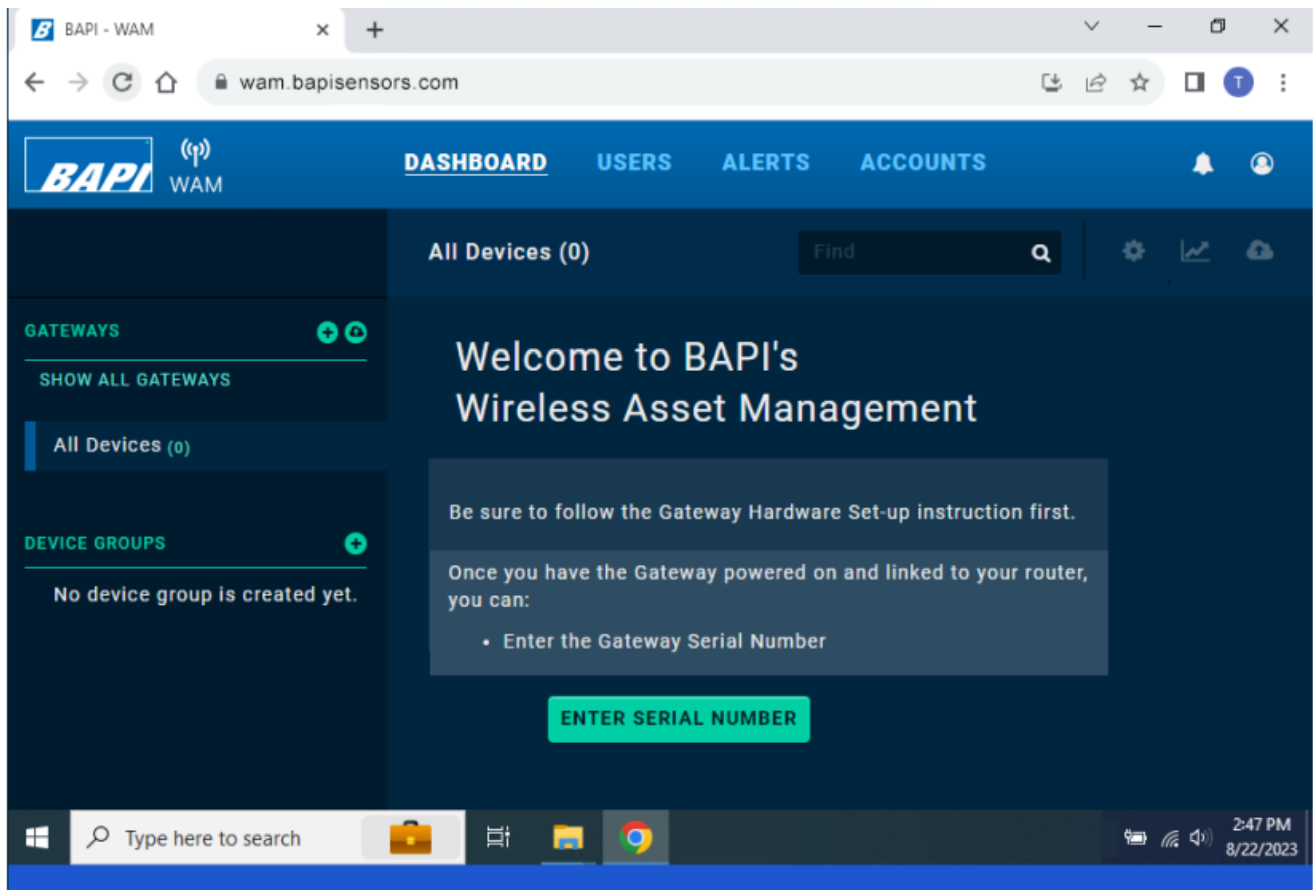 BAPI - WAM
wam.bapisensors.com
T
BAPI
WAM
DASHBOARD
USERS
ALERTS
ACCOUNTS
All Devices (0)
Find
GATEWAYS
SHOW ALL GATEWAYS
All Devices (0)
DEVICE GROUPS
No device group is created yet.
Welcome to BAPI's
Wireless Asset Management
Be sure to follow the Gateway Hardware Set-up instruction first.
Once you have the Gateway powered on and linked to your router,
you can:
• Enter the Gateway Serial Number
ENTER SERIAL NUMBER
Type here to search
2:47 PM
8/22/2023